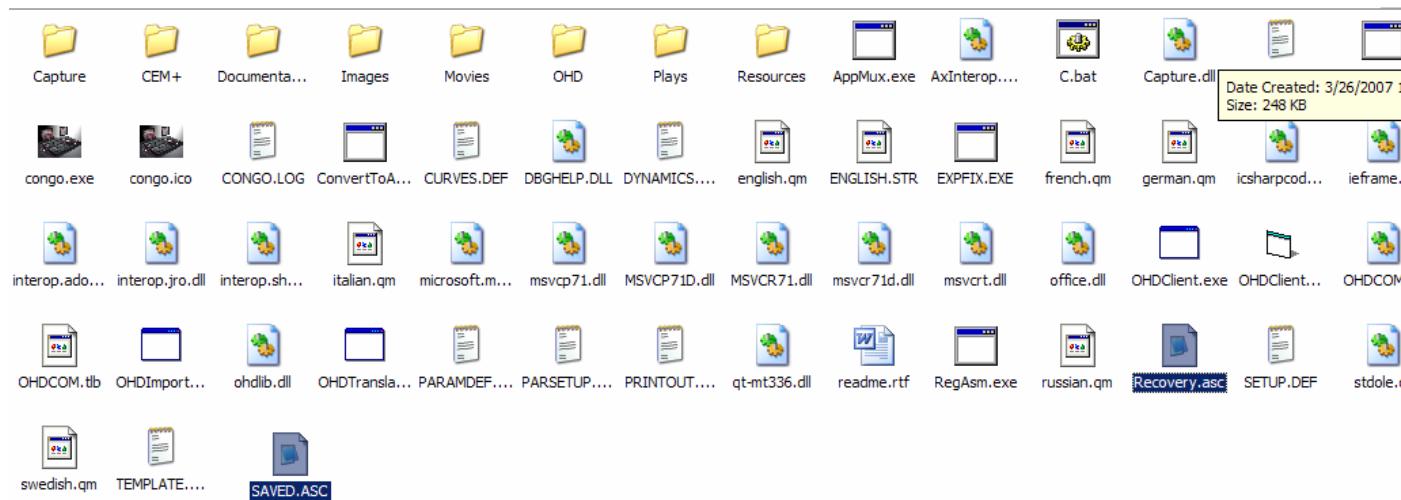 Capture CEM+ Documenta... Images Movies OHD Plays Resources AppMux.exe AxInterop.... C.bat Capture.dll
Date Created: 3/26/2007 1
Size: 248 KB
congo.exe congo.ico CONGO.LOG ConvertToA... CURVES.DEF DBGHELP.DLL DYNAMICS.... english.qm ENGLISH.STR EXPFIX.EXE french.qm german.qm icsharpcod... ieframe.
interop.ado... interop.jro.dll interop.sh... italian.qm microsoft.m... msvcp71.dll MSVCP71D.dll MSVCR71.dll msvcr71d.dll msvcrt.dll office.dll OHDClient.exe OHDClient... OHDCOM
OHDCOM.tlb OHDImport... ohdlib.dll OHDTransla... PARAMDEF.... PARSETUP.... PRINTOUT.... qt-mt336.dll readme.rtf RegAsm.exe russian.qm Recovery.asc SETUP.DEF stdole.
swedish.qm TEMPLATE.... SAVED.ASC